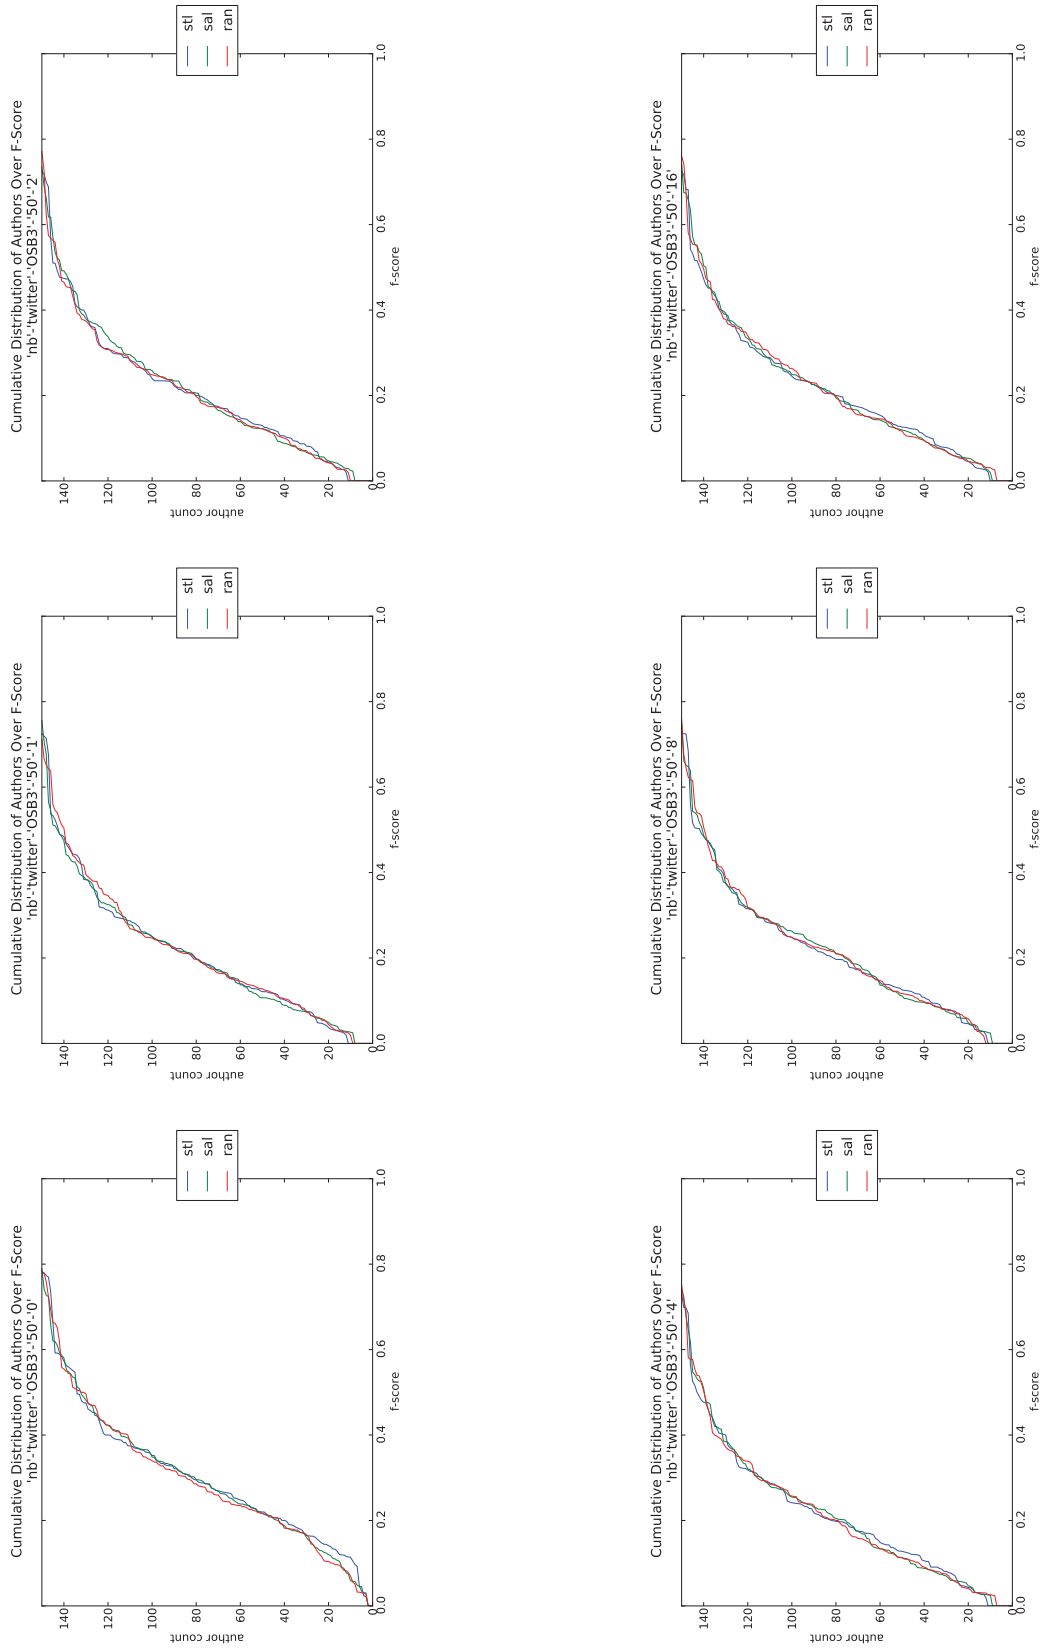 Cumulative Distribution of Authors Over F-Score
'nb'-'twitter'-'OSB3'-'50'-'0'
author count
140
120
100
80
60
40
20
0
0.0 0.2 0.4 0.6 0.8 1.0
f-score
stl
sal
ran
Cumulative Distribution of Authors Over F-Score
'nb'-'twitter'-'OSB3'-'50'-'1'
author count
140
120
100
80
60
40
20
0
0.0 0.2 0.4 0.6 0.8 1.0
f-score
stl
sal
ran
Cumulative Distribution of Authors Over F-Score
'nb'-'twitter'-'OSB3'-'50'-'2'
author count
140
120
100
80
60
40
20
0
0.0 0.2 0.4 0.6 0.8 1.0
f-score
stl
sal
ran
Cumulative Distribution of Authors Over F-Score
'nb'-'twitter'-'OSB3'-'50'-'4'
author count
140
120
100
80
60
40
20
0
0.0 0.2 0.4 0.6 0.8 1.0
f-score
stl
sal
ran
Cumulative Distribution of Authors Over F-Score
'nb'-'twitter'-'OSB3'-'50'-'8'
author count
140
120
100
80
60
40
20
0
0.0 0.2 0.4 0.6 0.8 1.0
f-score
stl
sal
ran
Cumulative Distribution of Authors Over F-Score
'nb'-'twitter'-'OSB3'-'50'-'16'
author count
140
120
100
80
60
40
20
0
0.0 0.2 0.4 0.6 0.8 1.0
f-score
stl
sal
ran